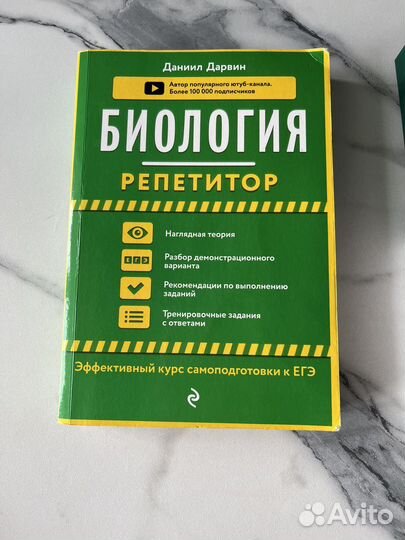 Даниил Дарвин
Автор популярного ютуб-канала.
Более 100 000 подписчиков
БИОЛОГИЯ
РЕПЕТИТОР
Наглядная теория
ЕГЭ
Разбор демонстрационного
варианта
Рекомендации по выполнению
заданий
Тренировочные задания
с ответами
Эффективный курс самоподготовки к ЕГЭ
Avito